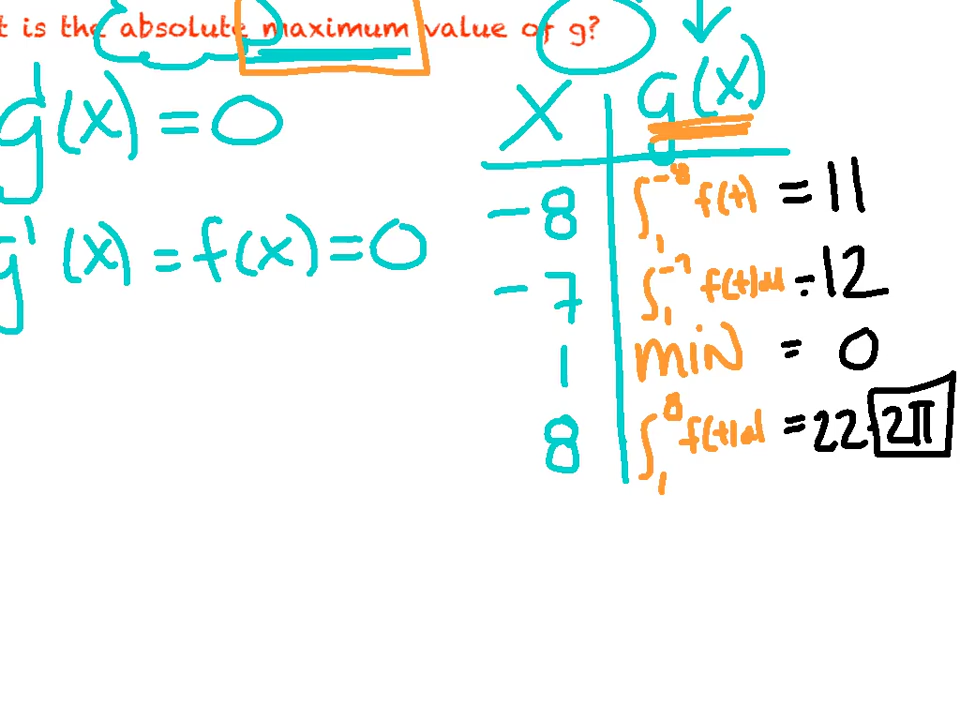 t is the absolute maximum value of g?
g'(x) = 0
g'(x) = f(x) = 0
x g(x)
-8 ∫₁⁻⁸ f(t) = 11
-7 ∫₁⁻⁷ f(t)dt = 12
1 min = 0
8 ∫₁⁸ f(t)dt = 22-2π